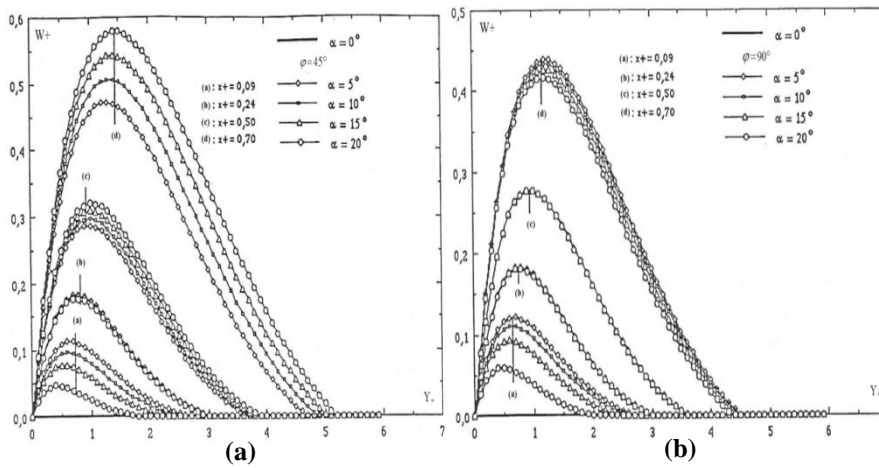 W+
α = 0°
φ=45°
(a): x+= 0,09
(b): x+= 0,24
(c): x+= 0,50
(d): x+= 0,70
α = 5°
α = 10°
α = 15°
α = 20°
(d)
(c)
(b)
(a)
0,6
0,5
0,4
0,3
0,2
0,1
0,0
0 1 2 3 4 5 6 7
Y+
(a)
W+
α = 0°
φ=90°
(a): x+= 0,09
(b): x+= 0,24
(c): x+= 0,50
(d): x+= 0,70
α = 5°
α = 10°
α = 15°
α = 20°
(d)
(c)
(b)
(a)
0,5
0,4
0,3
0,2
0,1
0,0
0 1 2 3 4 5 6
(b)